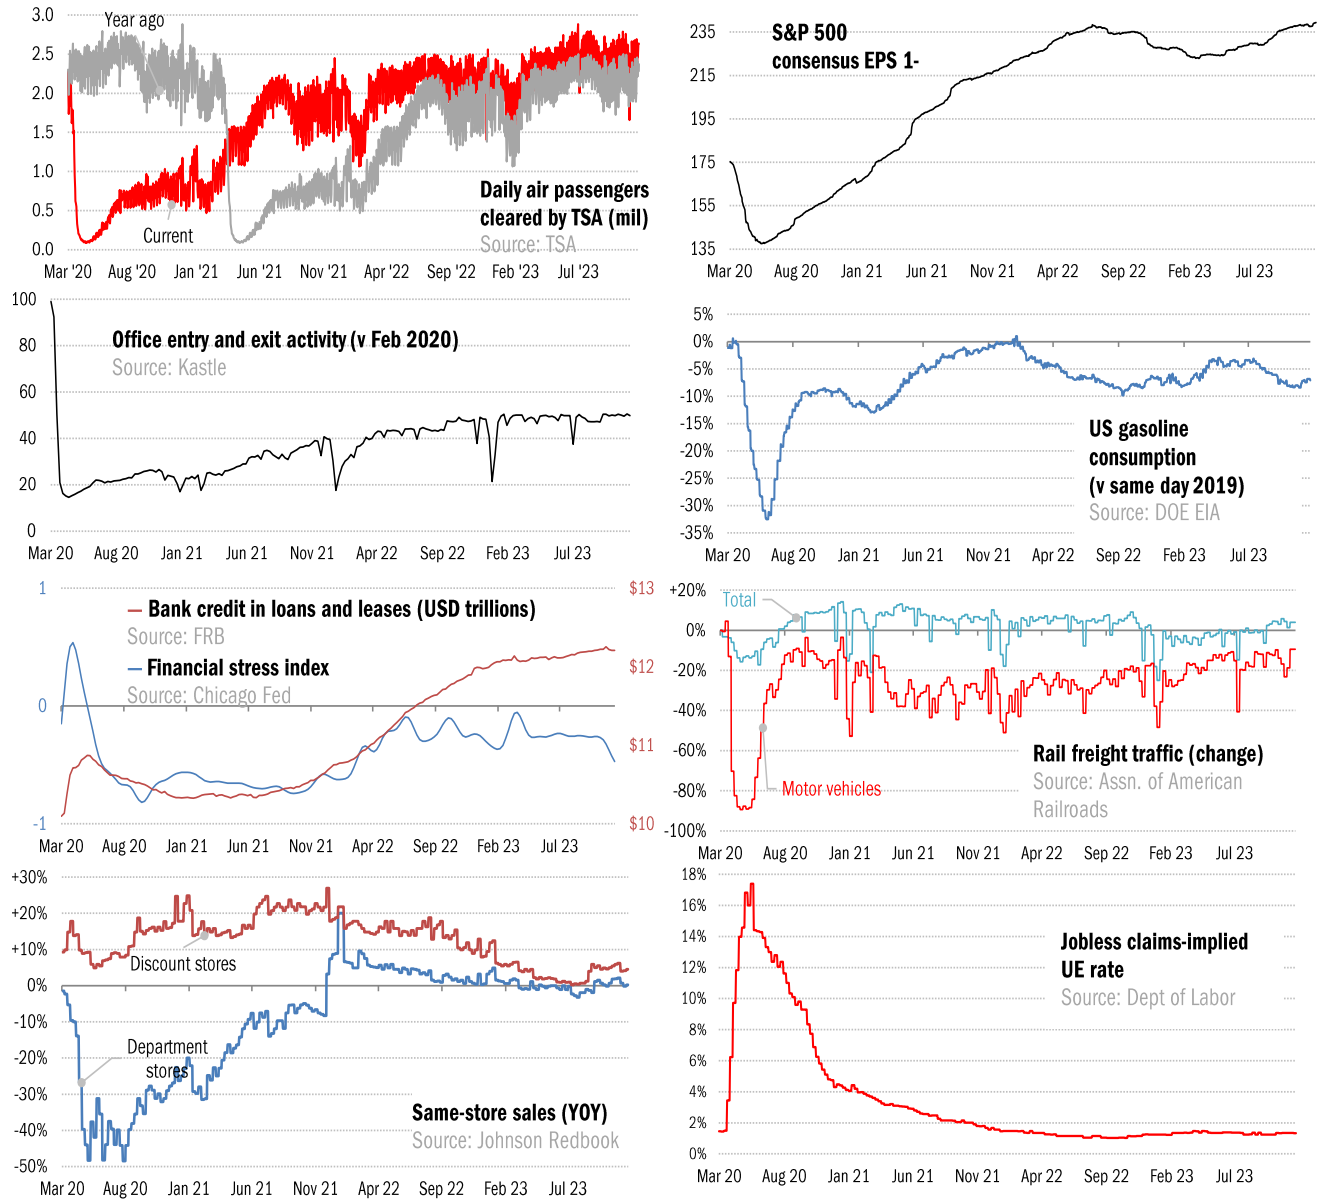 3.0
2.5
2.0
1.5
1.0
0.5
0.0
Year ago
Current
Daily air passengers
cleared by TSA (mil)
Source: TSA
Mar '20 Aug '20 Jan '21 Jun '21 Nov '21 Apr '22 Sep '22 Feb '23 Jul '23
235
215
195
175
155
135
S&P 500
consensus EPS 1-
Mar 20 Aug 20 Jan 21 Jun 21 Nov 21 Apr 22 Sep 22 Feb 23 Jul 23
100
80
60
40
20
0
Office entry and exit activity (v Feb 2020)
Source: Kastle
Mar 20 Aug 20 Jan 21 Jun 21 Nov 21 Apr 22 Sep 22 Feb 23 Jul 23
5%
0%
-5%
-10%
-15%
-20%
-25%
-30%
-35%
US gasoline
consumption
(v same day 2019)
Source: DOE EIA
Mar 20 Aug 20 Jan 21 Jun 21 Nov 21 Apr 22 Sep 22 Feb 23 Jul 23
1
0
-1
Bank credit in loans and leases (USD trillions)
Source: FRB
Financial stress index
Source: Chicago Fed
$13
$12
$11
$10
Mar 20 Aug 20 Jan 21 Jun 21 Nov 21 Apr 22 Sep 22 Feb 23 Jul 23
+20%
0%
-20%
-40%
-60%
-80%
-100%
Total
Motor vehicles
Rail freight traffic (change)
Source: Assn. of American
Railroads
Mar 20 Aug 20 Jan 21 Jun 21 Nov 21 Apr 22 Sep 22 Feb 23 Jul 23
+30%
+20%
+10%
0%
-10%
-20%
-30%
-40%
-50%
Discount stores
Department
stores
Same-store sales (YOY)
Source: Johnson Redbook
Mar 20 Aug 20 Jan 21 Jun 21 Nov 21 Apr 22 Sep 22 Feb 23 Jul 23
18%
16%
14%
12%
10%
8%
6%
4%
2%
0%
Jobless claims-implied
UE rate
Source: Dept of Labor
Mar 20 Aug 20 Jan 21 Jun 21 Nov 21 Apr 22 Sep 22 Feb 23 Jul 23